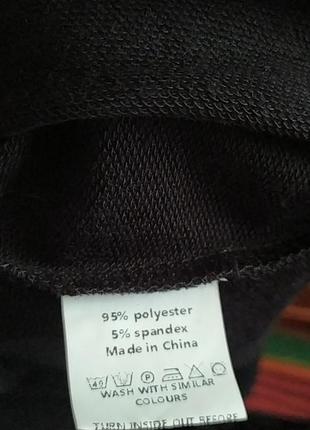 95% polyester
5% spandex
Made in China
40 P
WASH WITH SIMILAR
COLOURS
TURN INSIDE OUT BEFORE